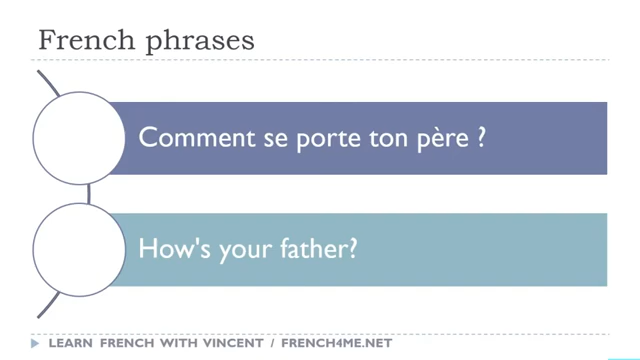 French phrases
Comment se porte ton père ?
How's your father?
LEARN FRENCH WITH VINCENT / FRENCH4ME.NET